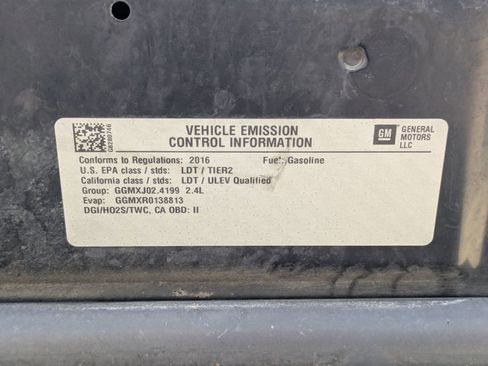 VEHICLE EMISSION
CONTROL INFORMATION
GM
GENERAL
MOTORS
LLC
Conforms to Regulations: 2016 Fuel: Gasoline
U.S. EPA class / stds: LDT / TIER2
California class / stds: LDT / ULEV Qualified
Group: GGMXJ02.4199 2.4L
Evap: GGMXR0138813
DGI/HO2S/TWC, CA OBD: II